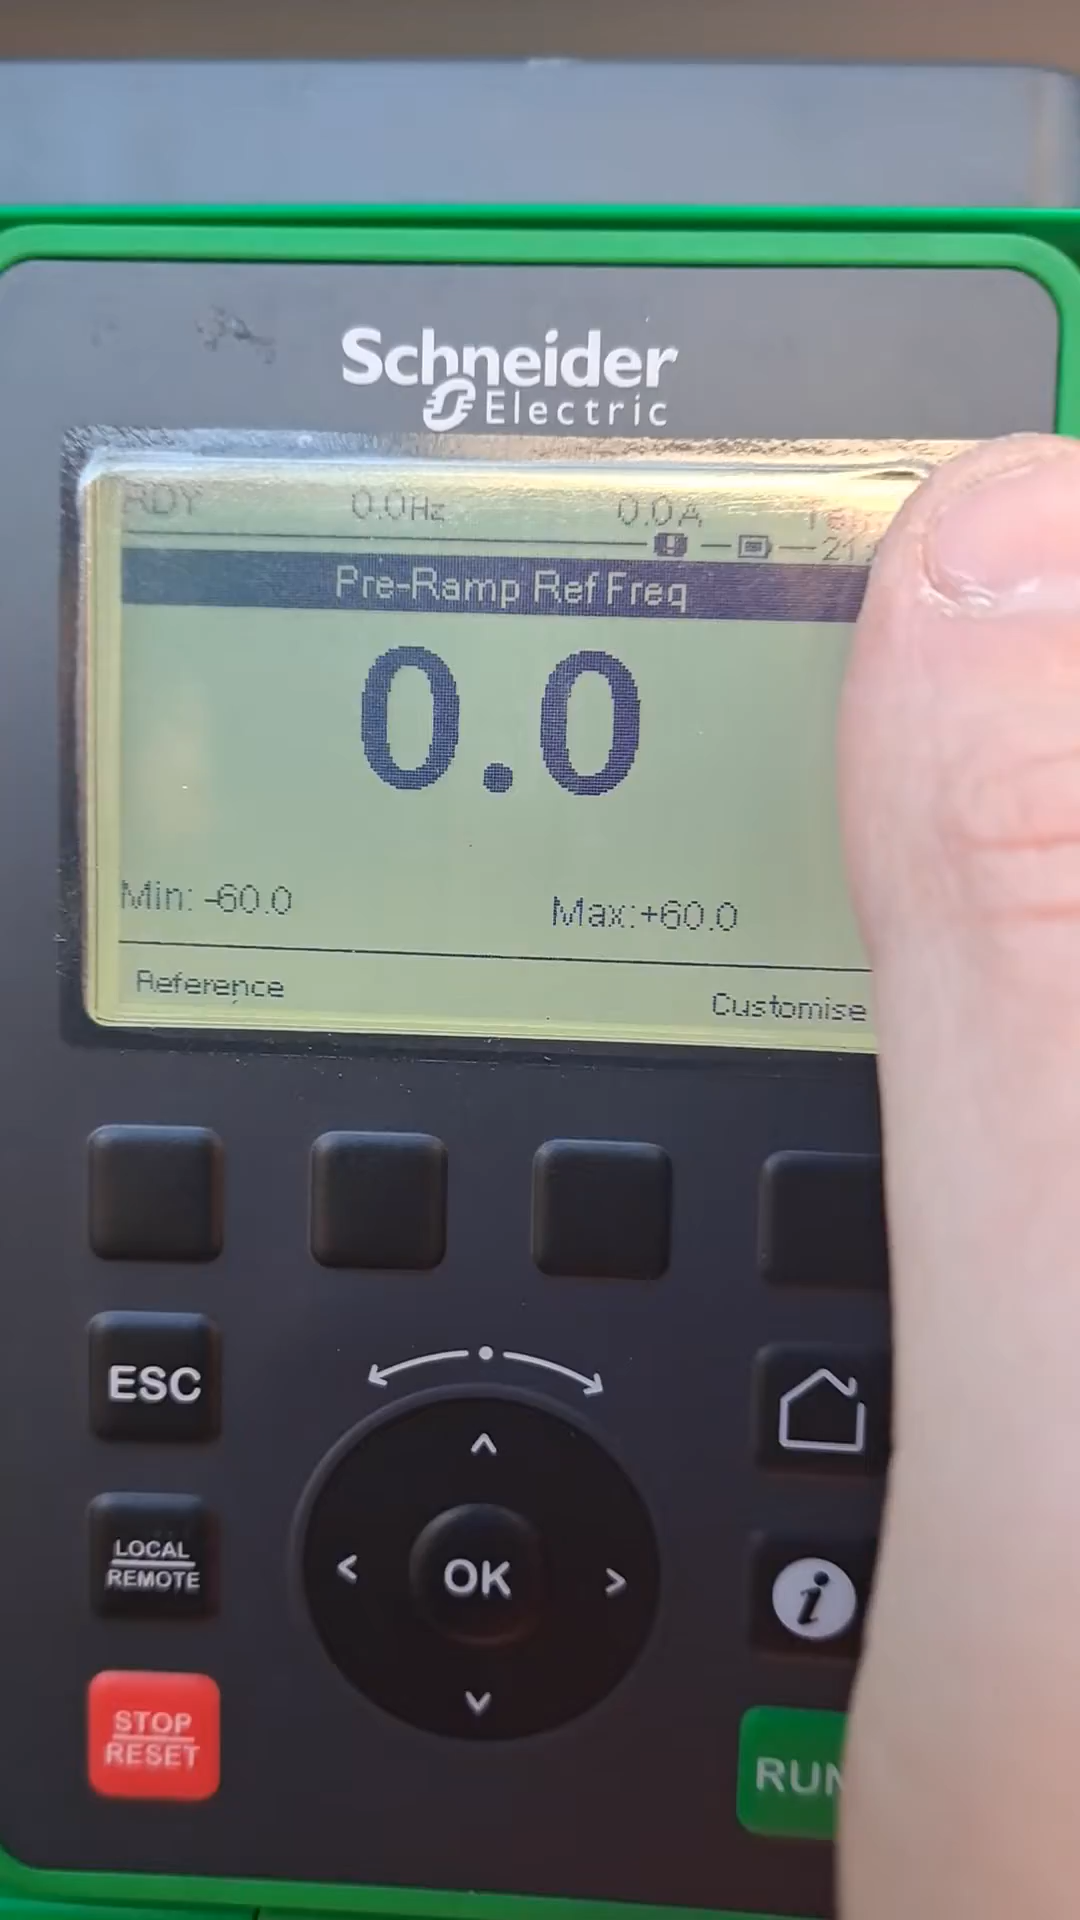 Schneider
Electric
RDY 0.0Hz 0.0A
Pre-Ramp Ref Freq
0.0
Min: -60.0 Max:+60.0
Reference Customise
ESC
LOCAL
REMOTE
OK
i
STOP
RESET
RUN